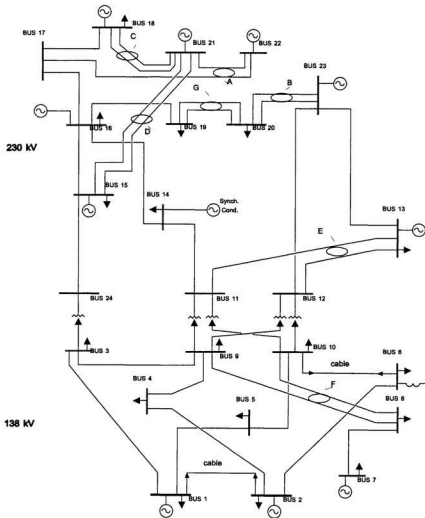 BUS 18
BUS 17
C
BUS 21
BUS 22
A
BUS 23
G
B
BUS 16
D
BUS 19
BUS 20
230 kV
BUS 15
BUS 14
Synch.
Cond.
BUS 13
E
BUS 24
BUS 11
BUS 12
BUS 3
BUS 9
BUS 10
BUS 6
cable
BUS 4
F
BUS 5
BUS 8
138 kV
cable
BUS 7
BUS 1
BUS 2